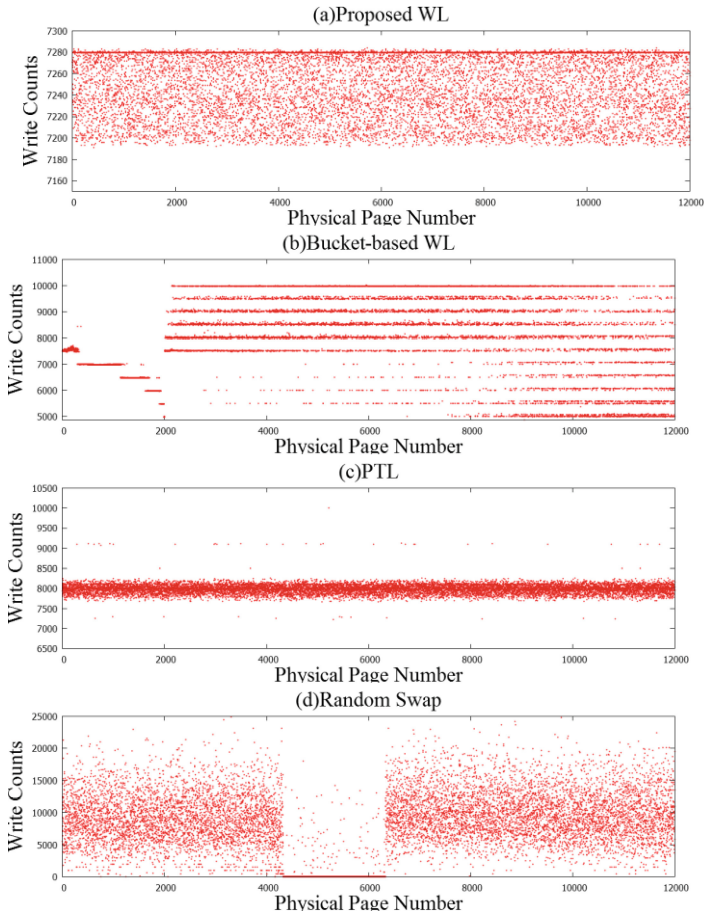 (a)Proposed WL
7300
7280
7260
7240
7220
7200
7180
7160
Write Counts
2000 4000 6000 8000 10000 12000
Physical Page Number
(b)Bucket-based WL
11000
10000
9000
8000
7000
6000
5000
Write Counts
0 2000 4000 6000 8000 10000 12000
Physical Page Number
(c)PTL
10500
10000
9500
9000
8500
8000
7500
7000
6500
Write Counts
0 2000 4000 6000 8000 10000 12000
Physical Page Number
(d)Random Swap
25000
20000
15000
10000
5000
0
Write Counts
0 2000 4000 6000 8000 10000 12000
Physical Page Number